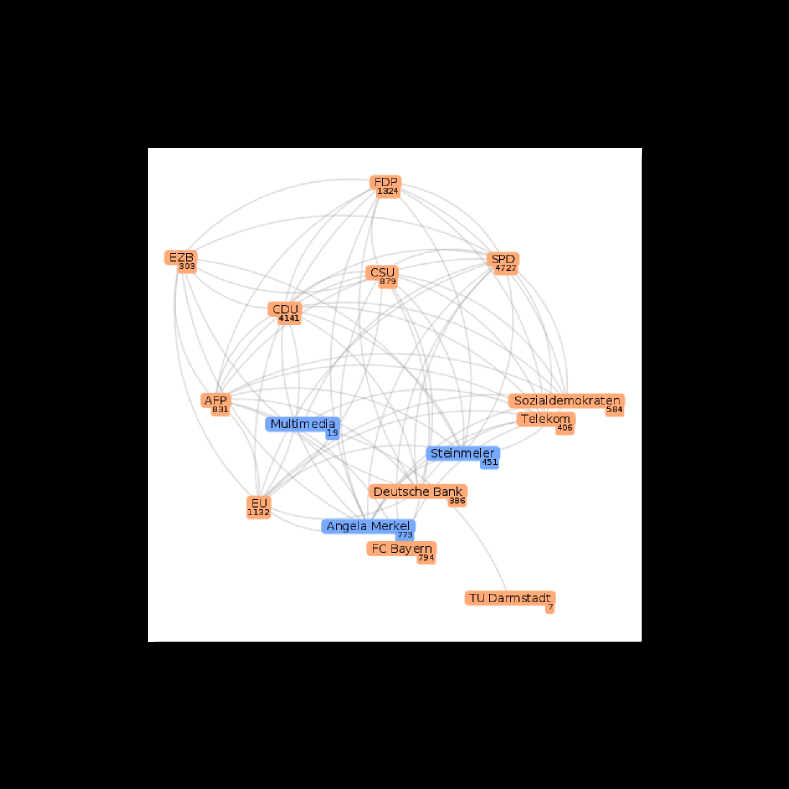 FDP
1324
EZB
303
SPD
4727
CSU
879
CDU
4141
AFP
831
Sozialdemokraten
584
Telekom
406
Multimedia
19
Steinmeier
451
Deutsche Bank
386
EU
1132
Angela Merkel
773
FC Bayern
794
TU Darmstadt
7